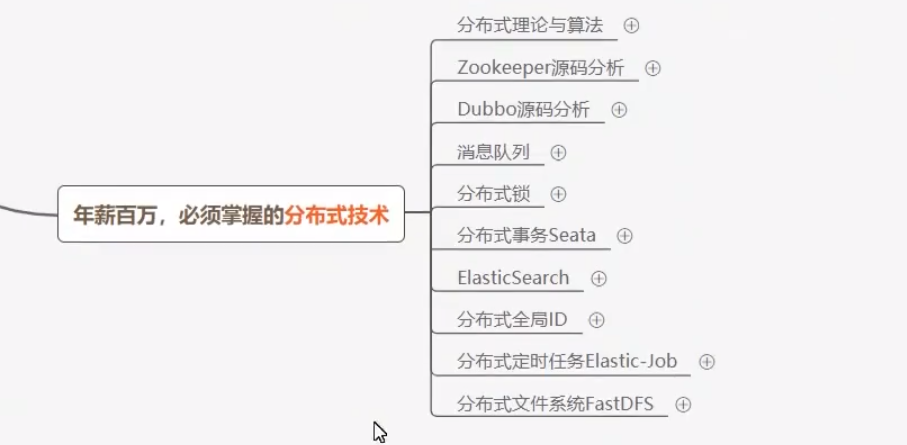 分布式理论与算法
Zookeeper源码分析
Dubbo源码分析
消息队列
分布式锁
年薪百万，必须掌握的分布式技术
分布式事务Seata
ElasticSearch
分布式全局ID
分布式定时任务Elastic-Job
分布式文件系统FastDFS